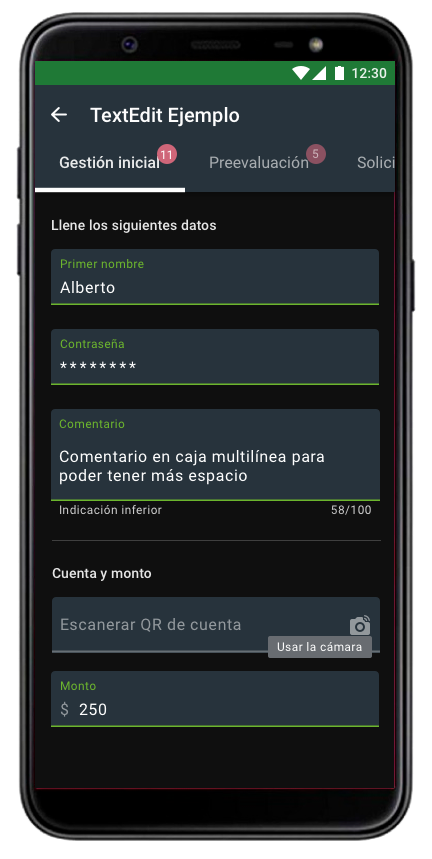 12:30
TextEdit Ejemplo
Gestión inicial 11 Preevaluación 5 Solici
Llene los siguientes datos
Primer nombre
Alberto
Contraseña
********
Comentario
Comentario en caja multilínea para
poder tener más espacio
Indicación inferior 58/100
Cuenta y monto
Escanerar QR de cuenta
Usar la cámara
Monto
$ 250